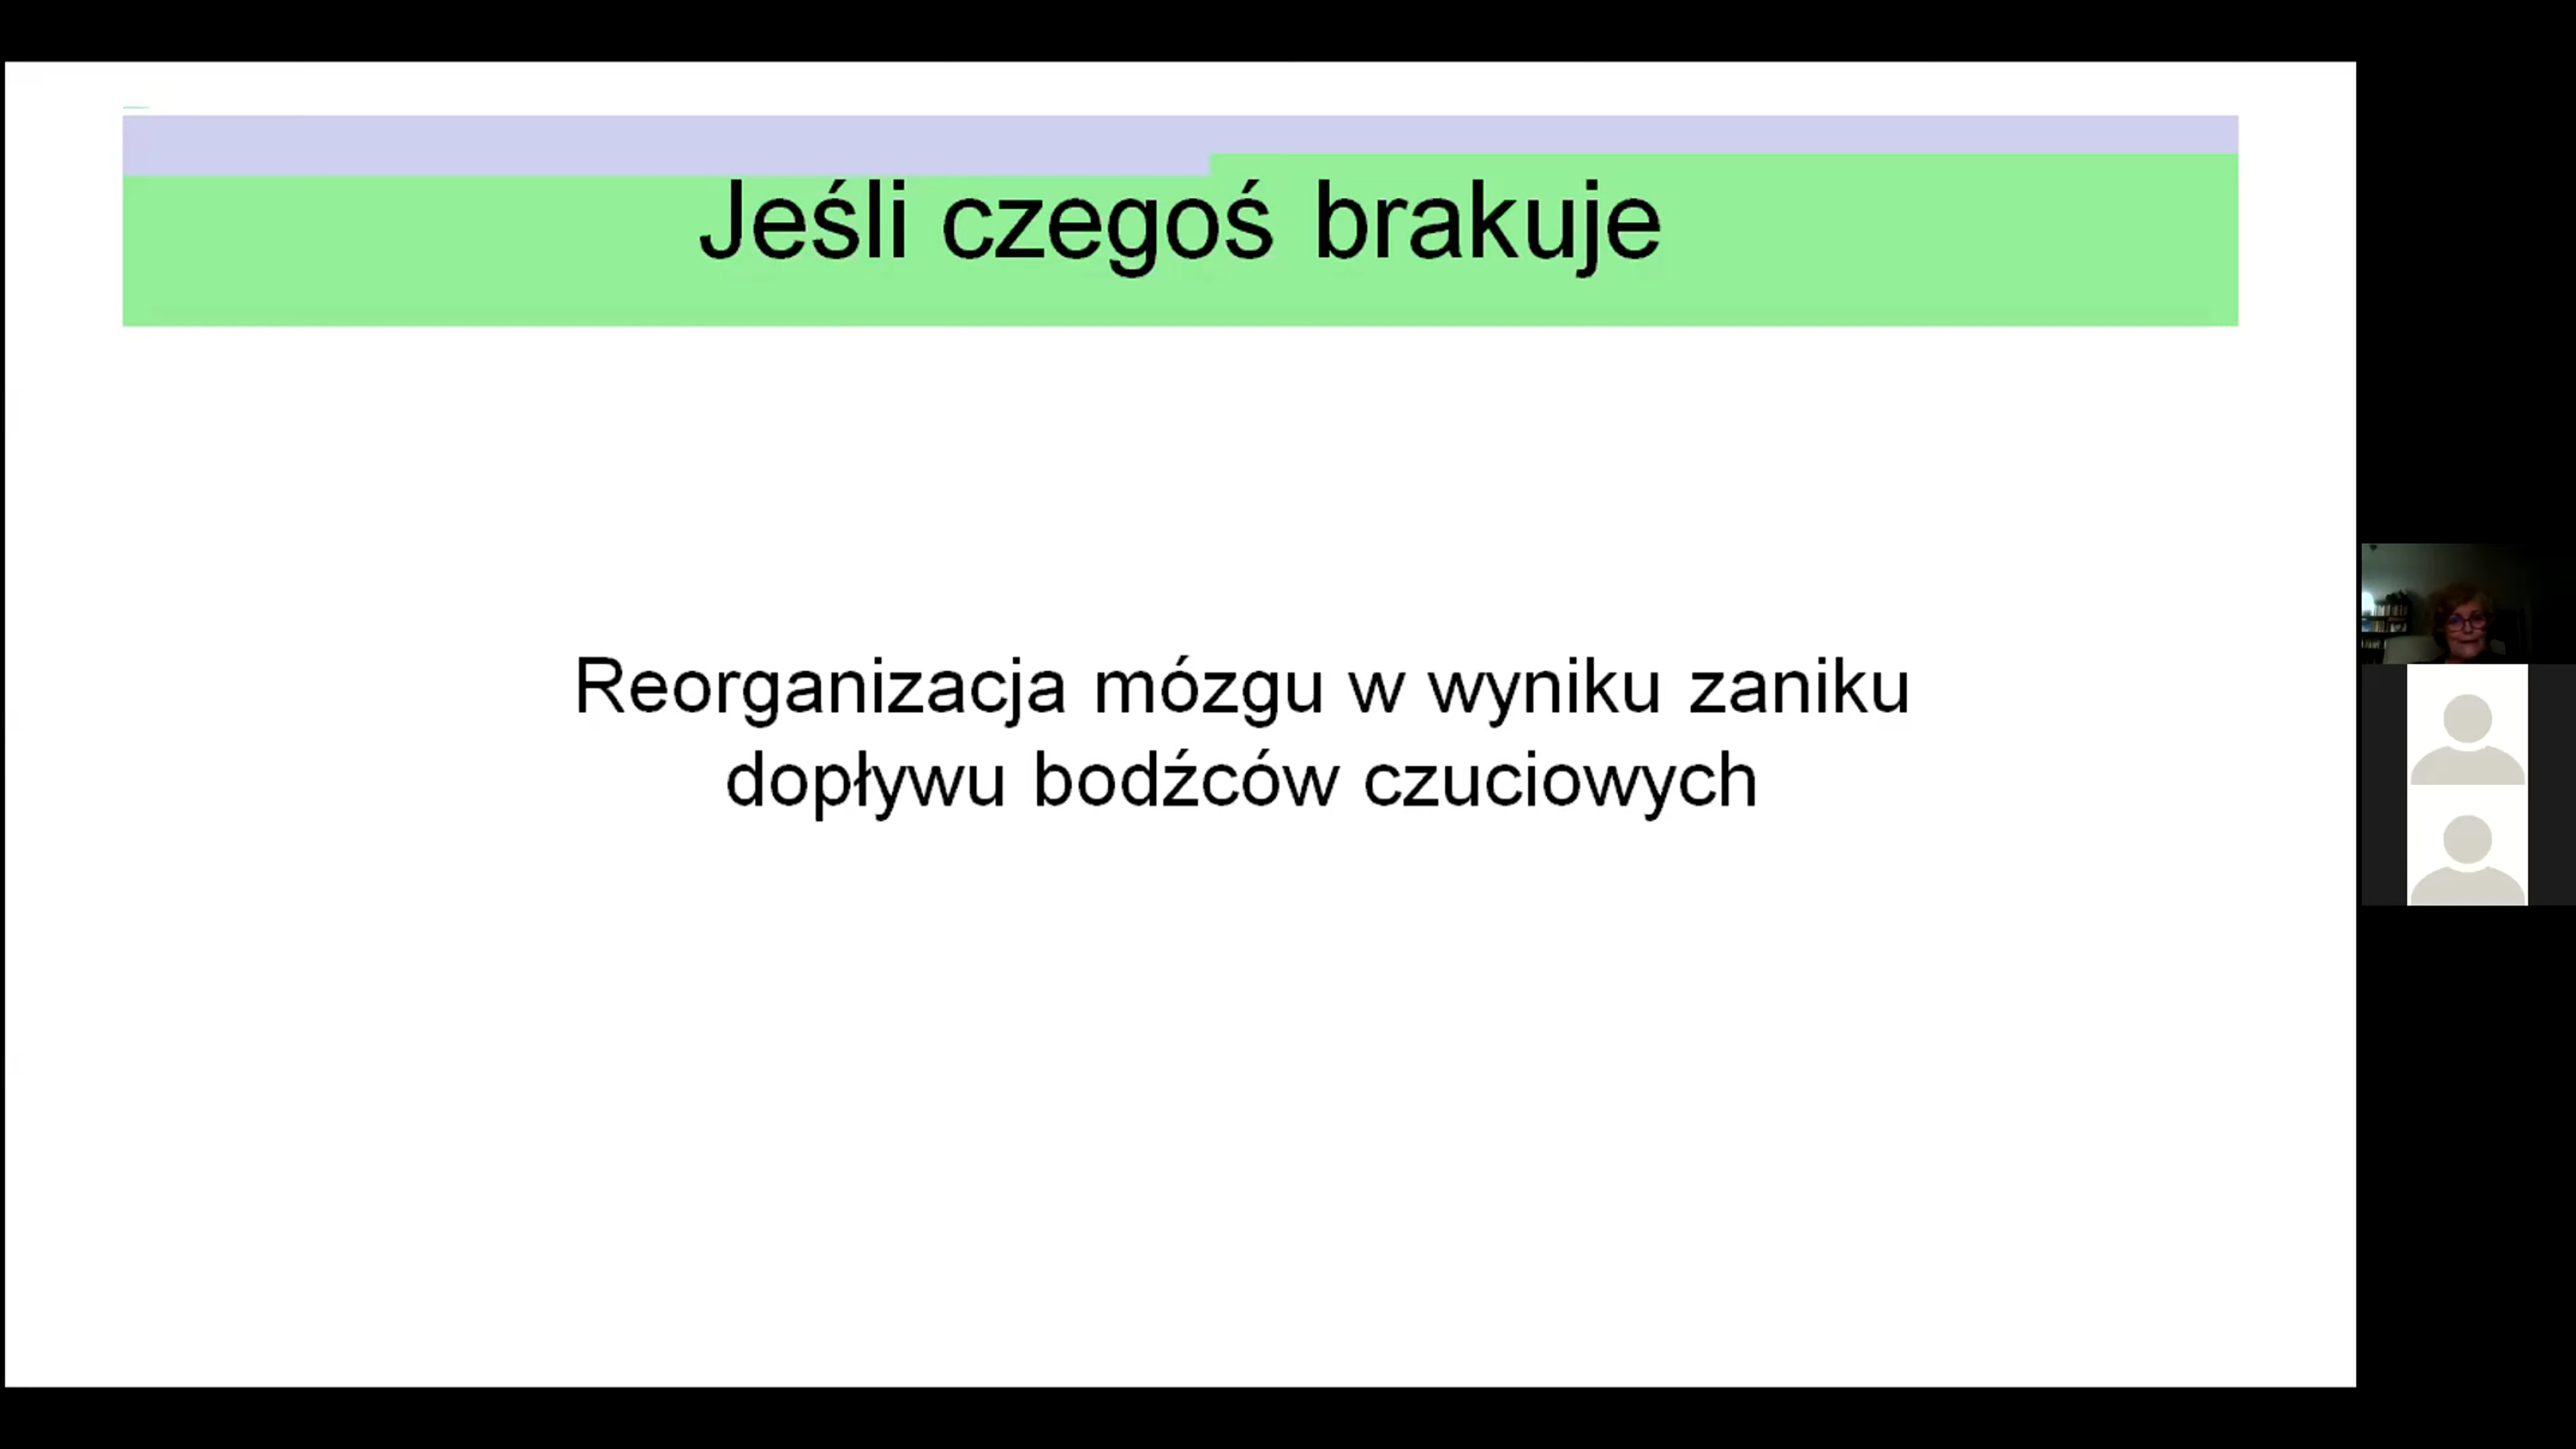 Jeśli czegoś brakuje
Reorganizacja mózgu w wyniku zaniku
dopływu bodźców czuciowych